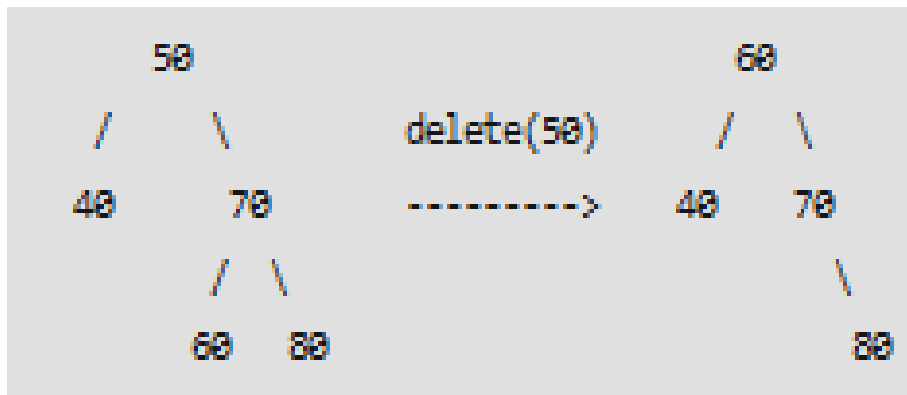 50 60
/ \ delete(50) / \
40 70 ---------> 40 70
/ \ \
60 80 80